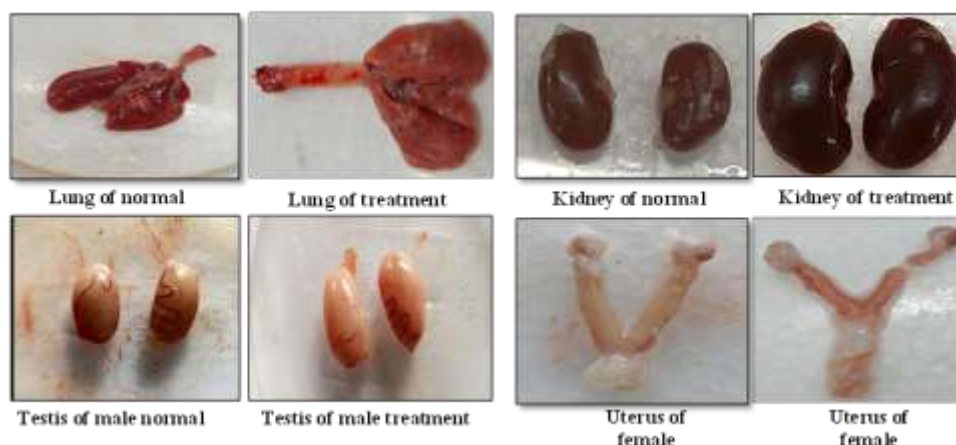 Lung of normal
Lung of treatment
Kidney of normal
Kidney of treatment
Testis of male normal
Testis of male treatment
Uterus of
female
Uterus of
female